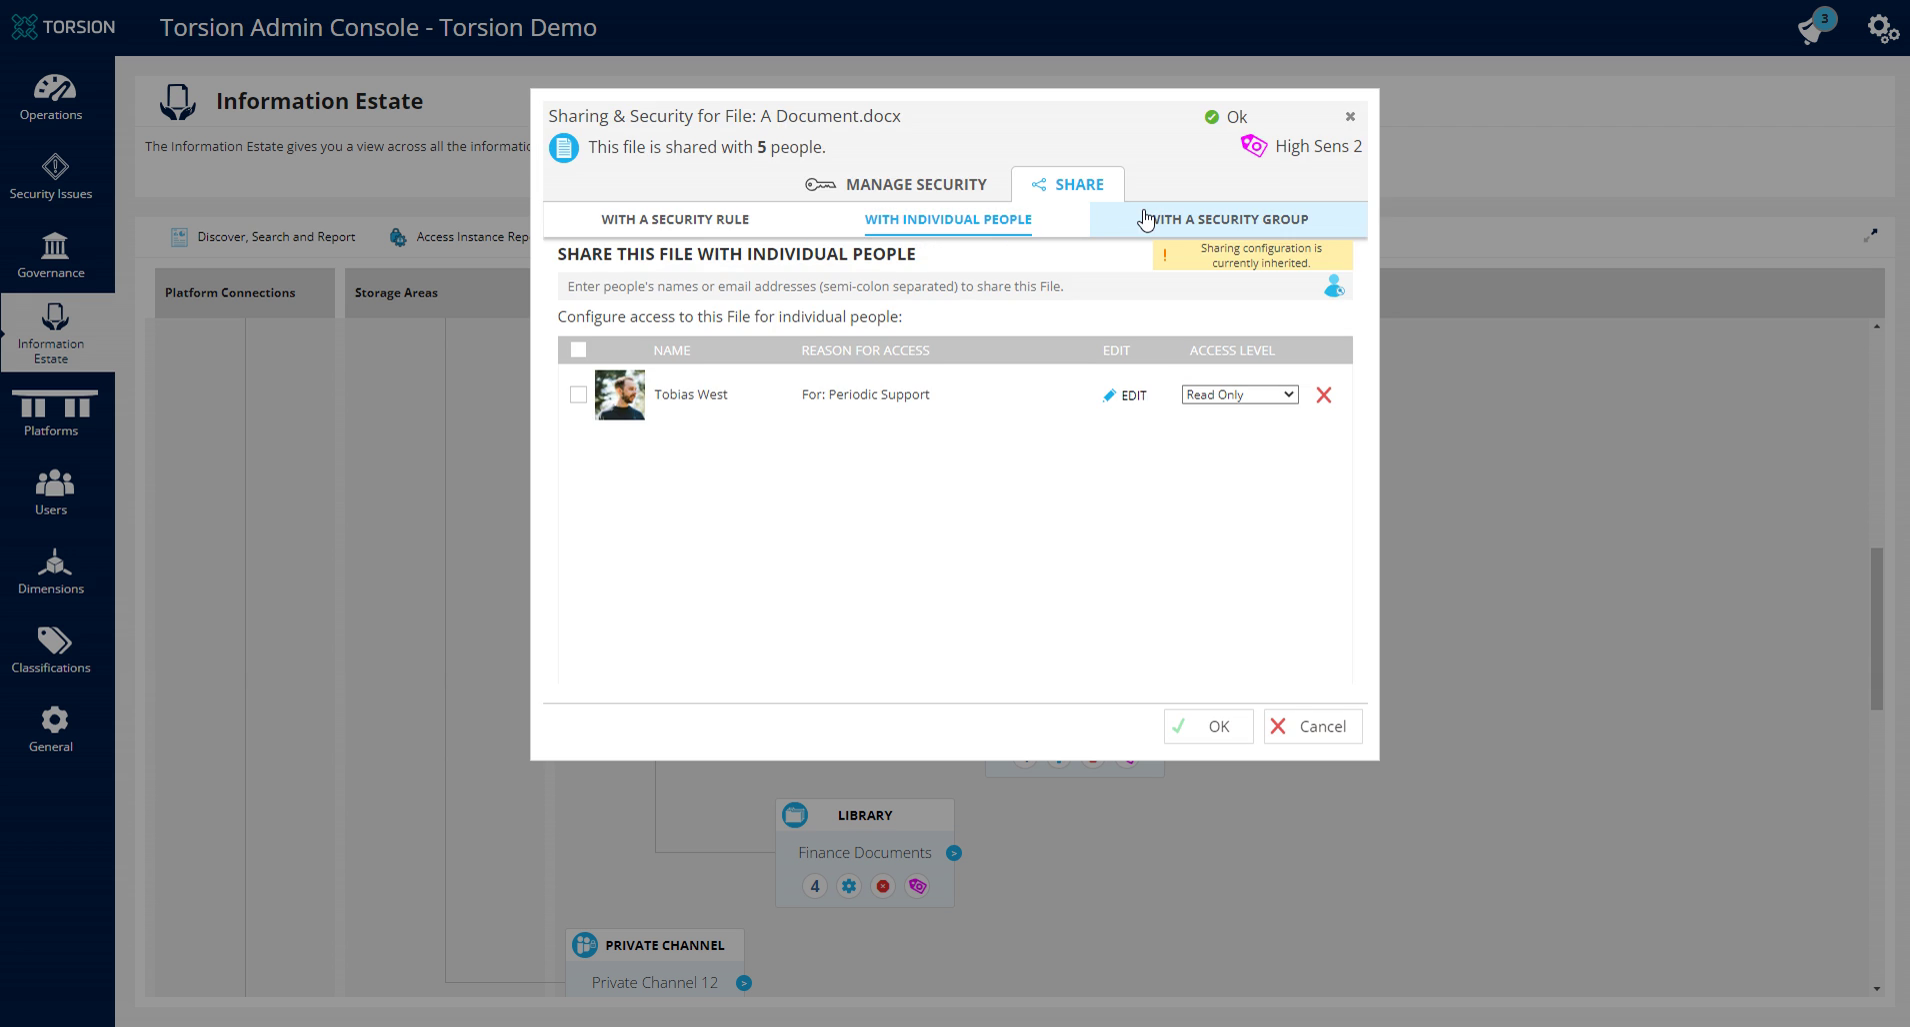 TORSION
Torsion Admin Console - Torsion Demo
3
Operations
Security Issues
Governance
Information
Estate
Platforms
Users
Dimensions
Classifications
General
Information Estate
The Information Estate gives you a view across all the
Discover, Search and Report
Access Instance
Platform Connections
Storage Areas
Sharing & Security for File: A Document.docx
Ok
This file is shared with 5 people.
High Sens 2
MANAGE SECURITY
SHARE
WITH A SECURITY RULE
WITH INDIVIDUAL PEOPLE
WITH A SECURITY GROUP
SHARE THIS FILE WITH INDIVIDUAL PEOPLE
! Sharing configuration is
currently inherited.
Enter people's names or email addresses (semi-colon separated) to share this File.
Configure access to this File for individual people:
NAME
REASON FOR ACCESS
EDIT
ACCESS LEVEL
Tobias West
For: Periodic Support
EDIT
Read Only
OK
Cancel
LIBRARY
Finance Documents
4
PRIVATE CHANNEL
Private Channel 12